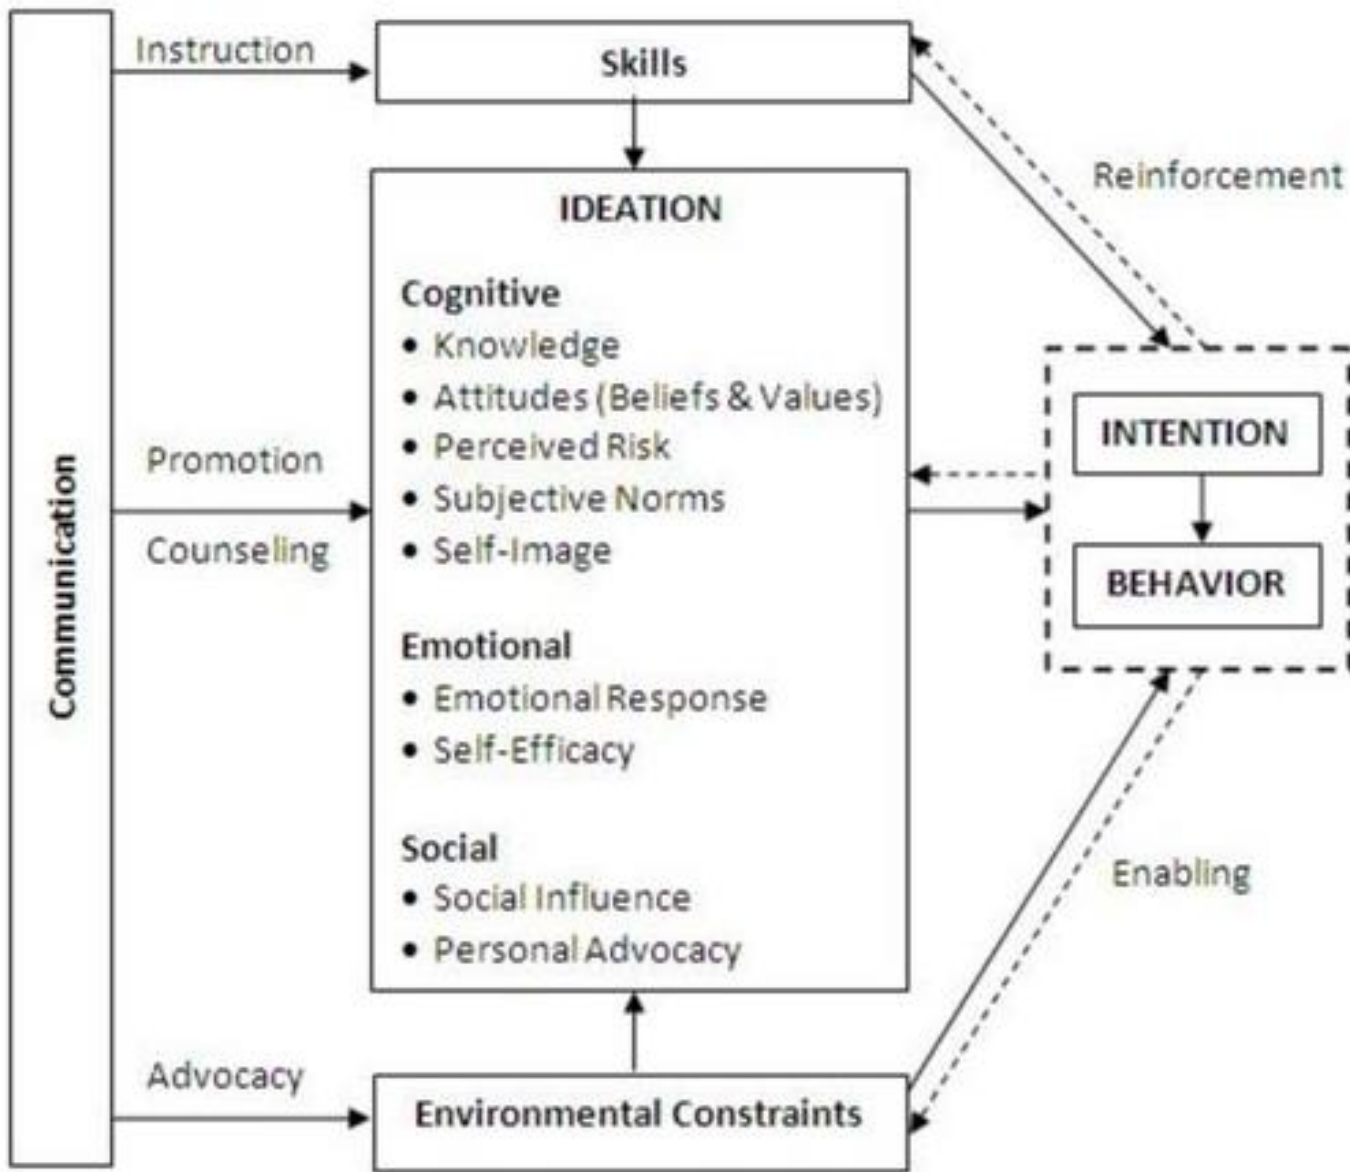 Communication
Instruction
Skills
Reinforcement
IDEATION
Cognitive
• Knowledge
• Attitudes (Beliefs & Values)
• Perceived Risk
• Subjective Norms
• Self-Image
Emotional
• Emotional Response
• Self-Efficacy
Social
• Social Influence
• Personal Advocacy
Promotion
Counseling
INTENTION
BEHAVIOR
Enabling
Advocacy
Environmental Constraints